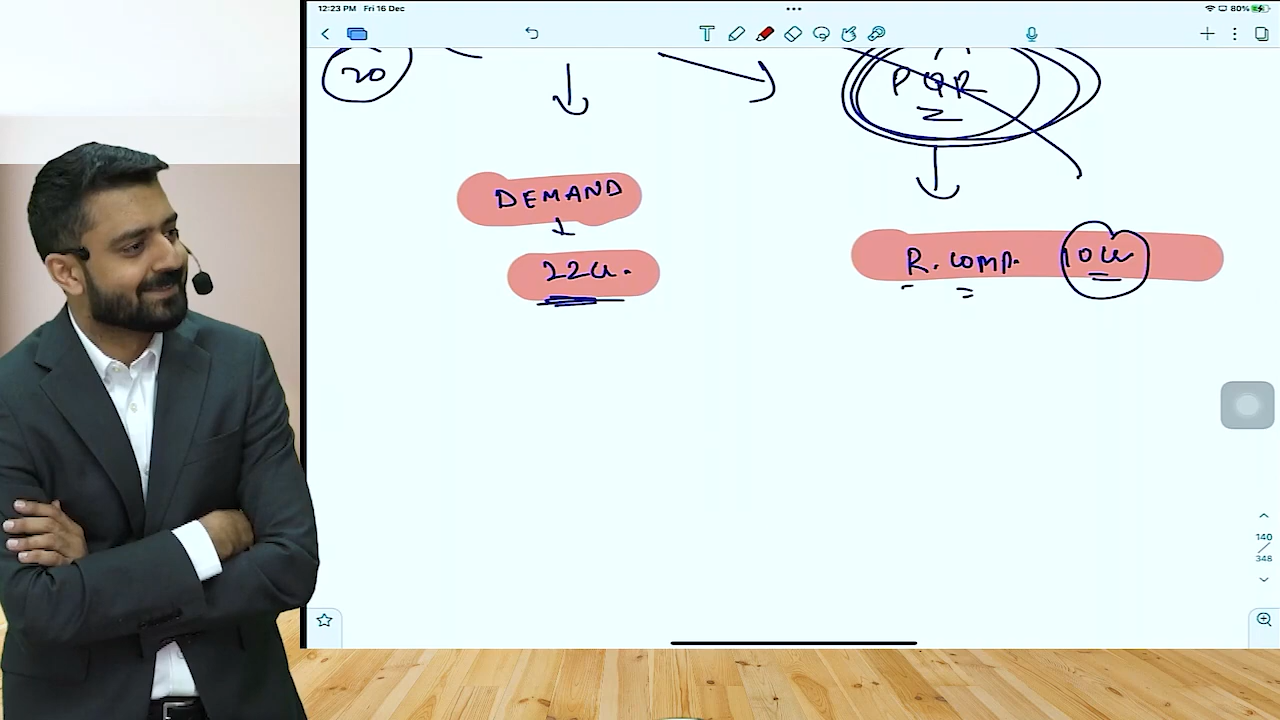 12:23 PM Fri 16 Dec
80%
20
PQR
DEMAND
22Cr.
R. COMP. 10Cr
140
348